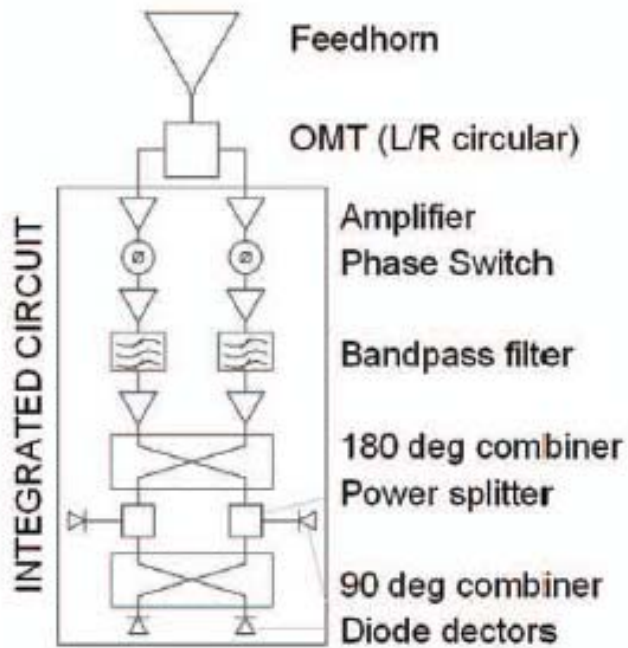 Feedhorn
OMT (L/R circular)
INTEGRATED CIRCUIT
Amplifier
Phase Switch
Bandpass filter
180 deg combiner
Power splitter
90 deg combiner
Diode dectors